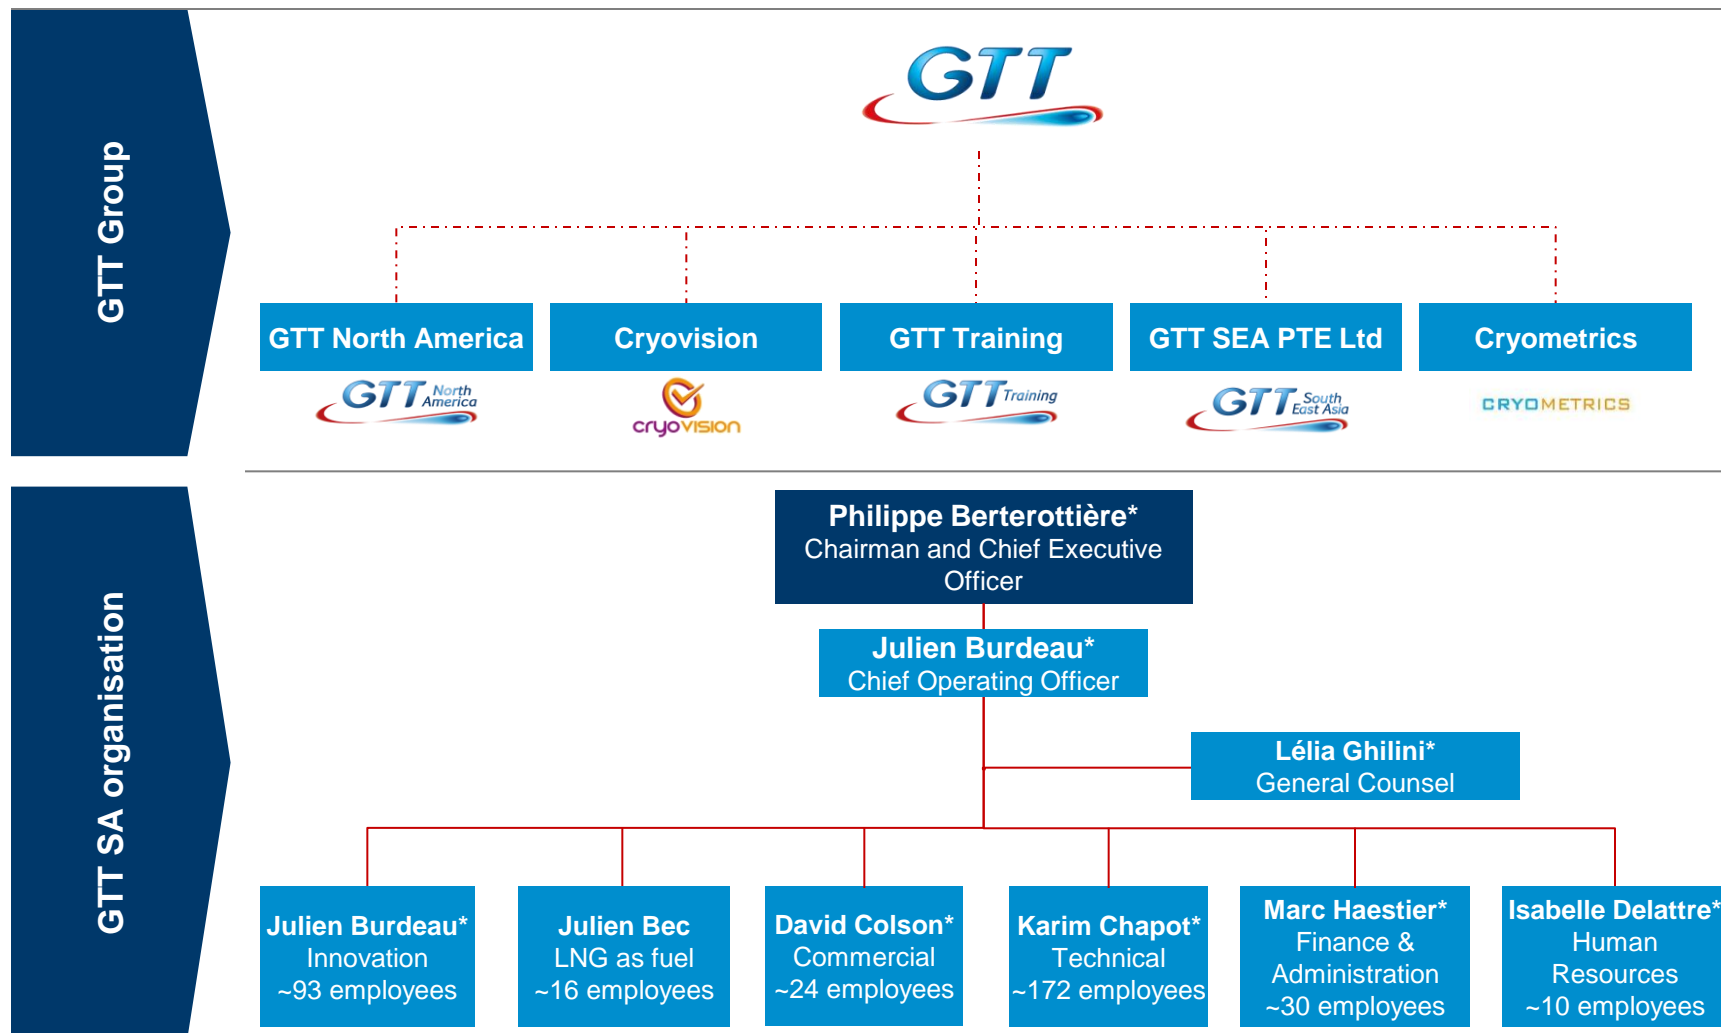 GTT Group
GTT
GTT North America
Cryovision
GTT Training
GTT SEA PTE Ltd
Cryometrics
GTT North
America
cryovision
GTT Training
GTT South
East Asia
CRYOMETRICS
GTT SA organisation
Philippe Berterottière*
Chairman and Chief Executive
Officer
Julien Burdeau*
Chief Operating Officer
Lélia Ghilini*
General Counsel
Julien Burdeau*
Innovation
~93 employees
Julien Bec
LNG as fuel
~16 employees
David Colson*
Commercial
~24 employees
Karim Chapot*
Technical
~172 employees
Marc Haestier*
Finance &
Administration
~30 employees
Isabelle Delattre*
Human
Resources
~10 employees